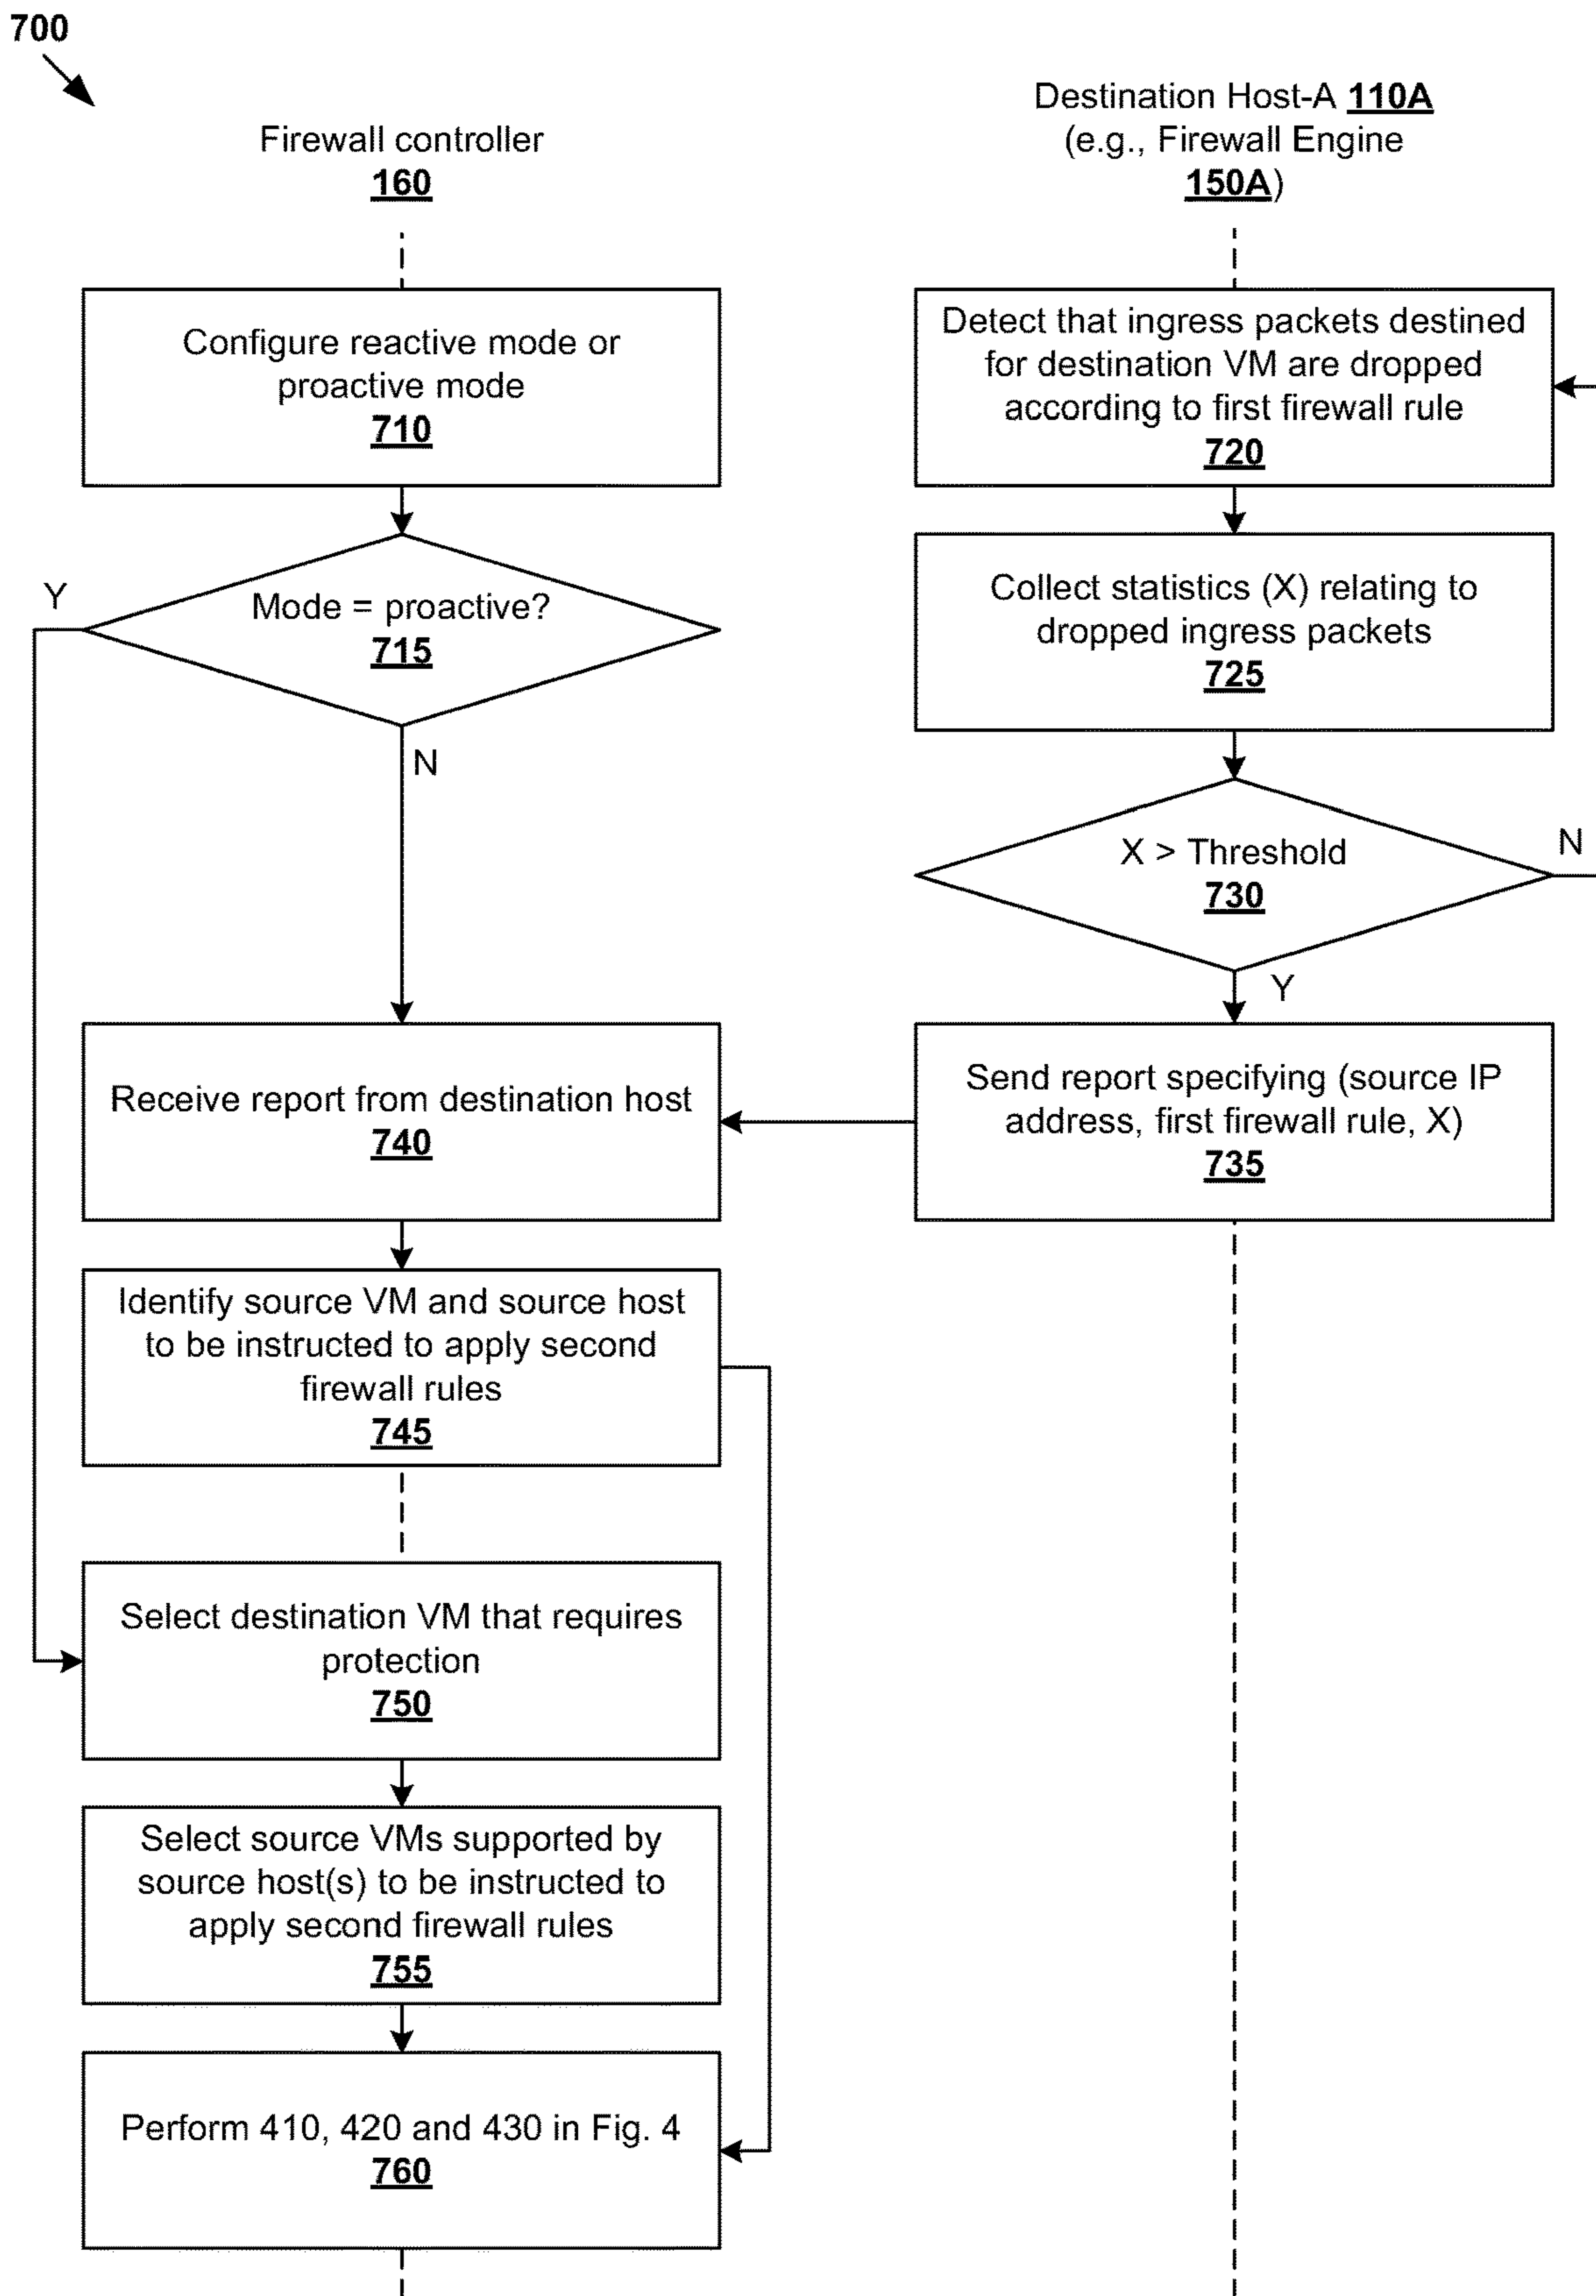 700
Firewall controller
160
Destination Host-A 110A
(e.g., Firewall Engine
150A)
Configure reactive mode or
proactive mode
710
Mode = proactive?
715
Y
N
Detect that ingress packets destined
for destination VM are dropped
according to first firewall rule
720
Collect statistics (X) relating to
dropped ingress packets
725
X > Threshold
730
N
Y
Send report specifying (source IP
address, first firewall rule, X)
735
Receive report from destination host
740
Identify source VM and source host
to be instructed to apply second
firewall rules
745
Select destination VM that requires
protection
750
Select source VMs supported by
source host(s) to be instructed to
apply second firewall rules
755
Perform 410, 420 and 430 in Fig. 4
760